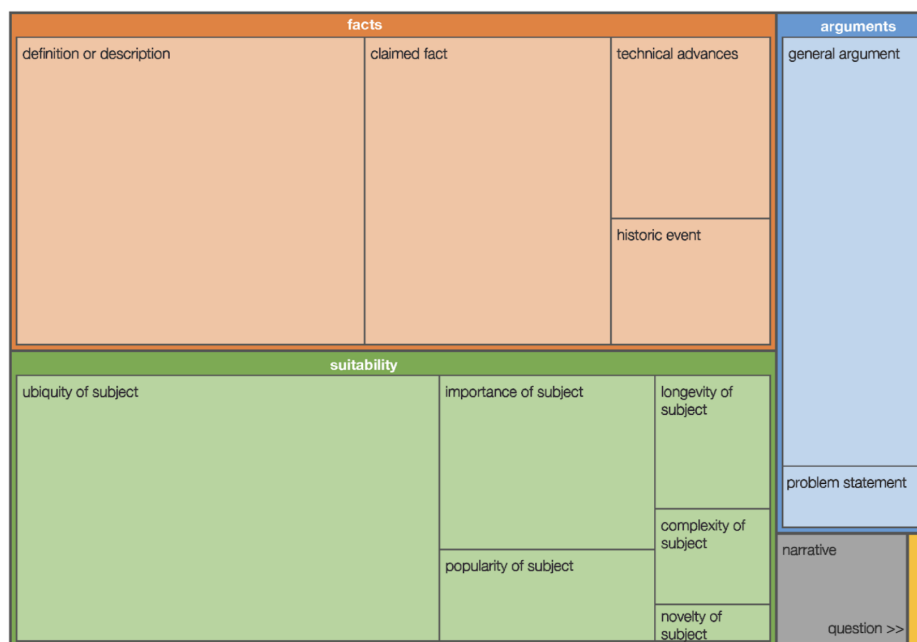 facts
definition or description
claimed fact
technical advances
historic event
arguments
general argument
problem statement
suitability
ubiquity of subject
importance of subject
popularity of subject
longevity of
subject
complexity of
subject
novelty of
subject
narrative
question >>